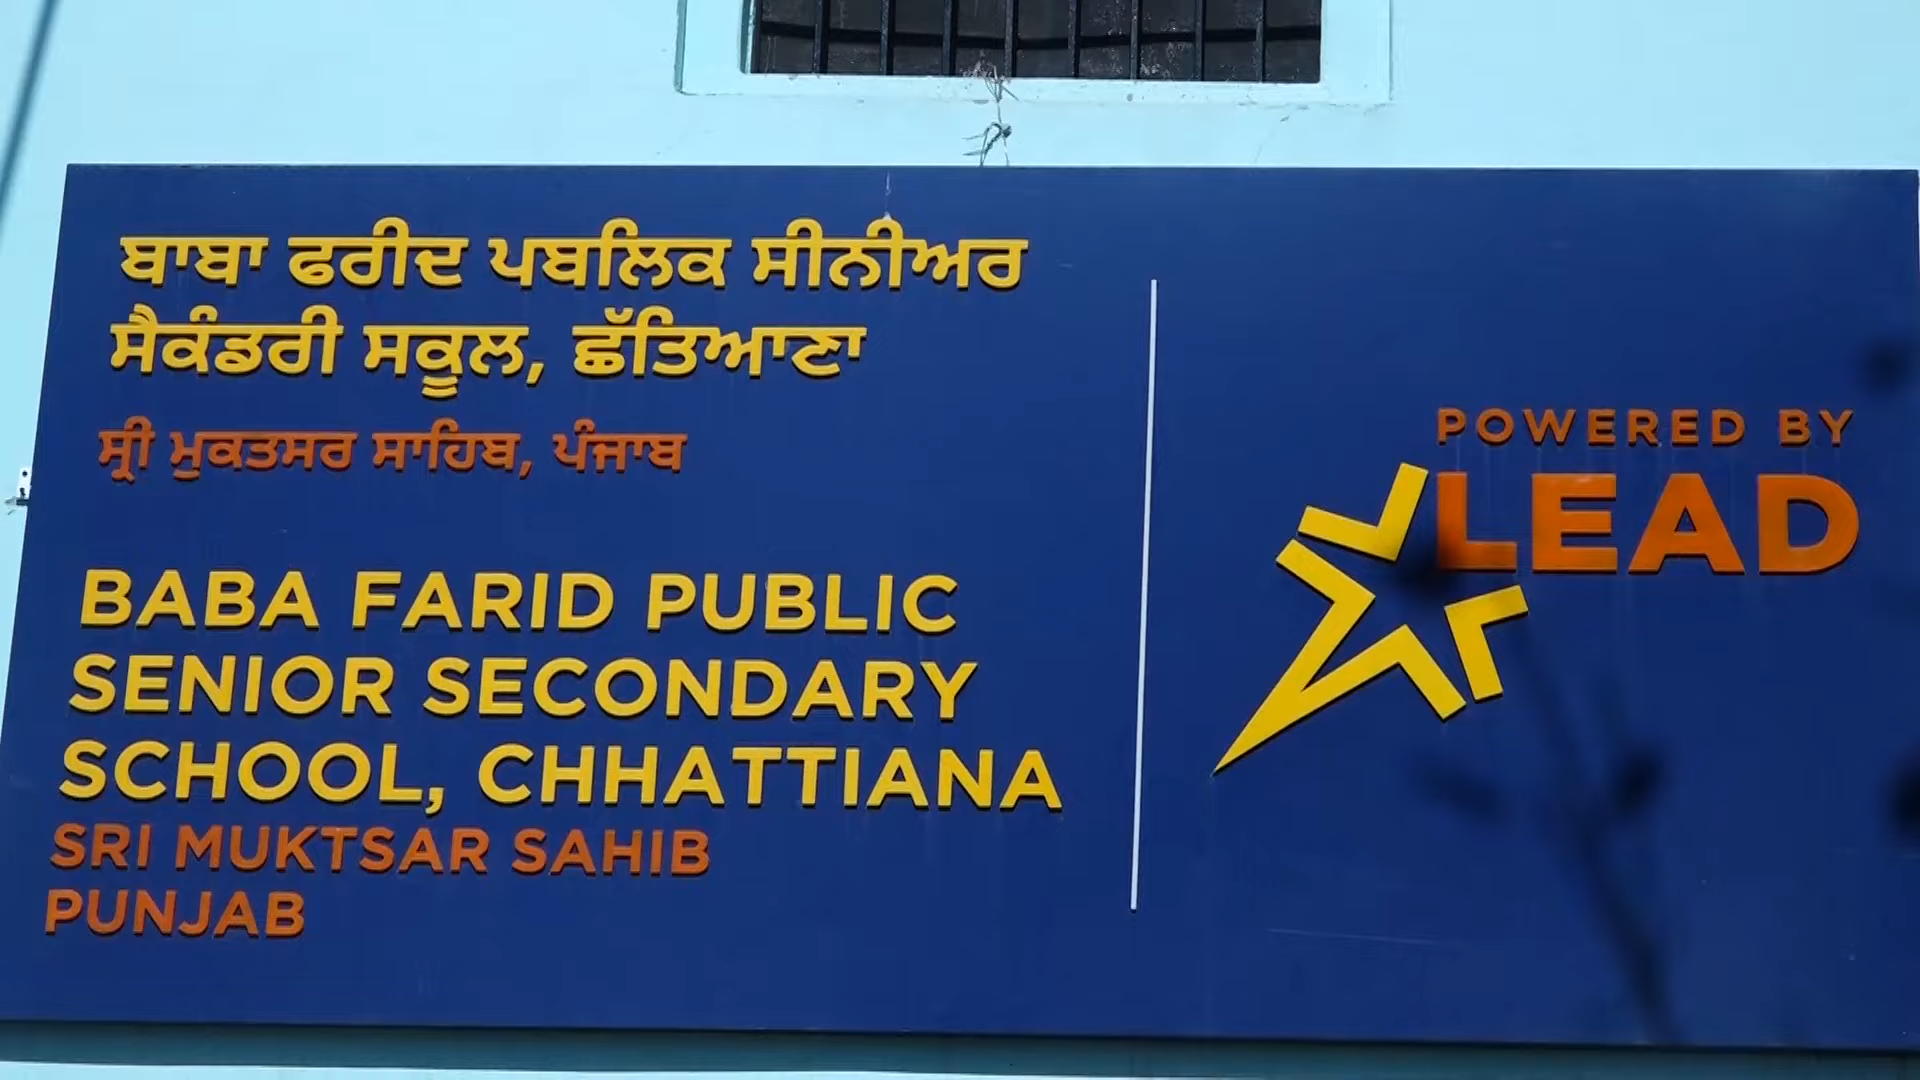 ਬਾਬਾ ਫਰੀਦ ਪਬਲਿਕ ਸੀਨੀਅਰ
ਸੈਕੰਡਰੀ ਸਕੂਲ, ਛੱਤਿਆਣਾ
ਸ੍ਰੀ ਮੁਕਤਸਰ ਸਾਹਿਬ, ਪੰਜਾਬ
BABA FARID PUBLIC
SENIOR SECONDARY
SCHOOL, CHHATTIANA
SRI MUKTSAR SAHIB
PUNJAB
POWERED BY
LEAD